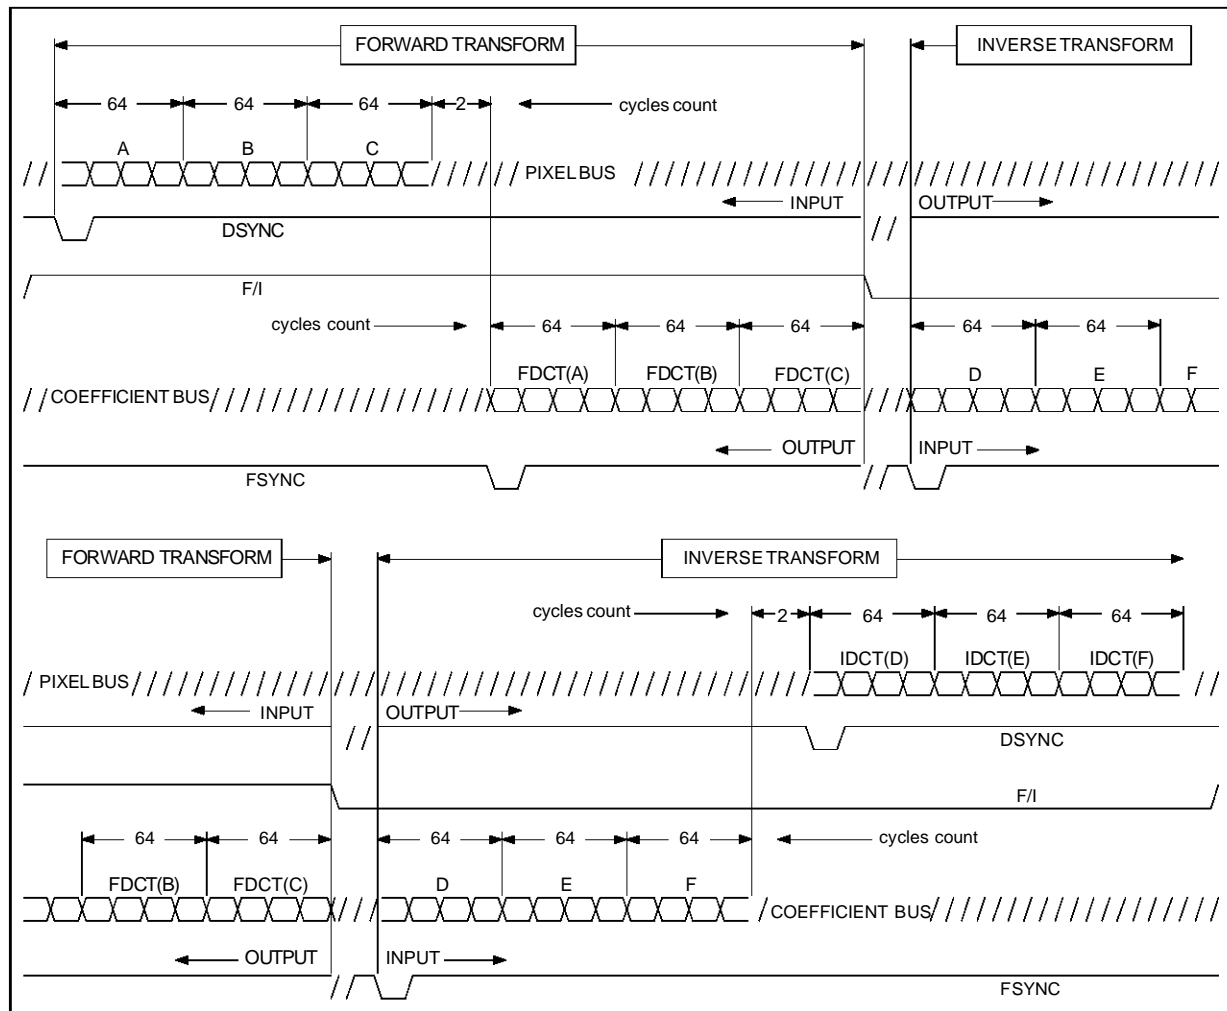 FORWARD TRANSFORM INVERSE TRANSFORM
64 64 64 2 cycles count
A B C
PIXEL BUS
INPUT OUTPUT
DSYNC
F/I
cycles count 64 64 64 64 64
FDCT(A) FDCT(B) FDCT(C) D E F
COEFFICIENT BUS
OUTPUT INPUT
FSYNC
FORWARD TRANSFORM INVERSE TRANSFORM
cycles count 2 64 64 64
IDCT(D) IDCT(E) IDCT(F)
PIXEL BUS
INPUT OUTPUT
DSYNC
F/I
64 64 64 64 64 cycles count
FDCT(B) FDCT(C) D E F
COEFFICIENT BUS
OUTPUT INPUT
FSYNC